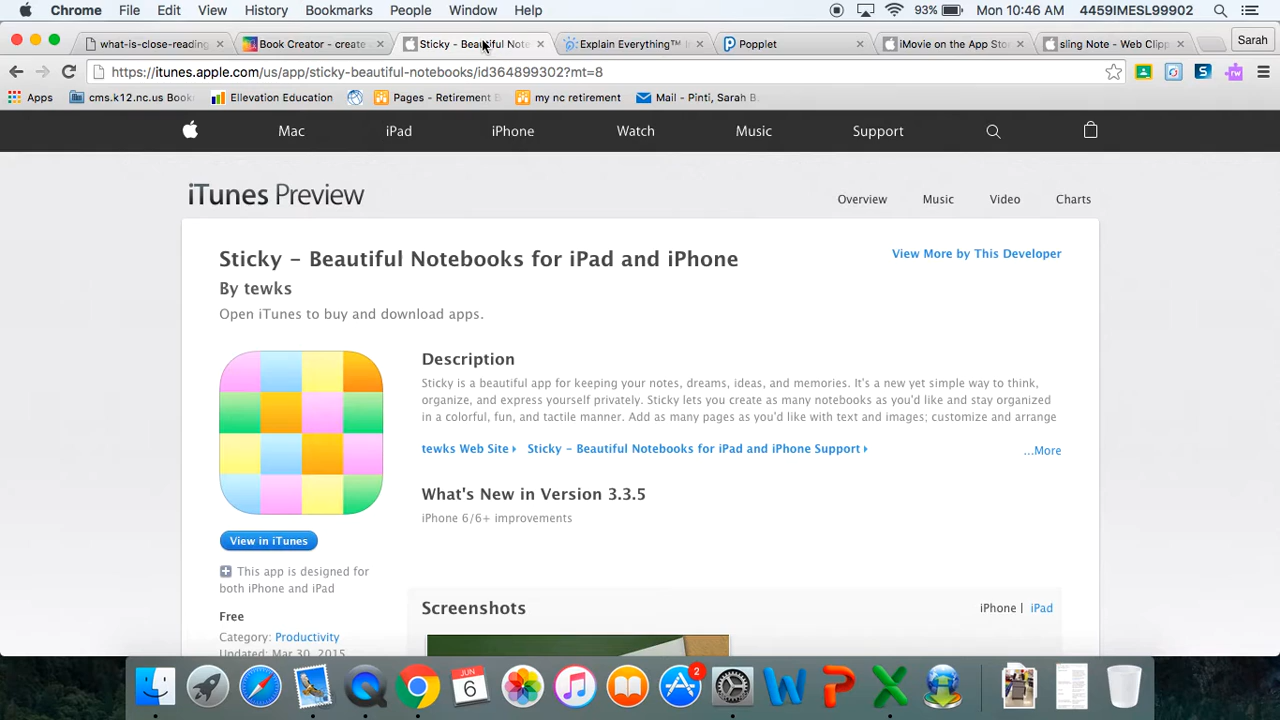 Chrome File Edit View History Bookmarks People Window Help 93% Mon 10:46 AM 4459IMESL99902
what-is-close-reading Book Creator - create Sticky - Beautiful Note Explain Everything™ i Popplet iMovie on the App Sto sling Note - Web Clipp Sarah
https://itunes.apple.com/us/app/sticky-beautiful-notebooks/id364899302?mt=8
Apps cms.k12.nc.us Book Ellevation Education Pages - Retirement B my nc retirement Mail - Pinti, Sarah B.
Mac iPad iPhone Watch Music Support
iTunes Preview
Overview Music Video Charts
Sticky - Beautiful Notebooks for iPad and iPhone
View More by This Developer
By tewks
Open iTunes to buy and download apps.
Description
Sticky is a beautiful app for keeping your notes, dreams, ideas, and memories. It's a new yet simple way to think,
organize, and express yourself privately. Sticky lets you create as many notebooks as you'd like and stay organized
in a colorful, fun, and tactile manner. Add as many pages as you'd like with text and images; customize and arrange
tewks Web Site Sticky - Beautiful Notebooks for iPad and iPhone Support ...More
What's New in Version 3.3.5
iPhone 6/6+ improvements
View in iTunes
This app is designed for
both iPhone and iPad
Free
Category: Productivity
Updated: Mar 30, 2015
Screenshots
iPhone | iPad
JUN
6
2